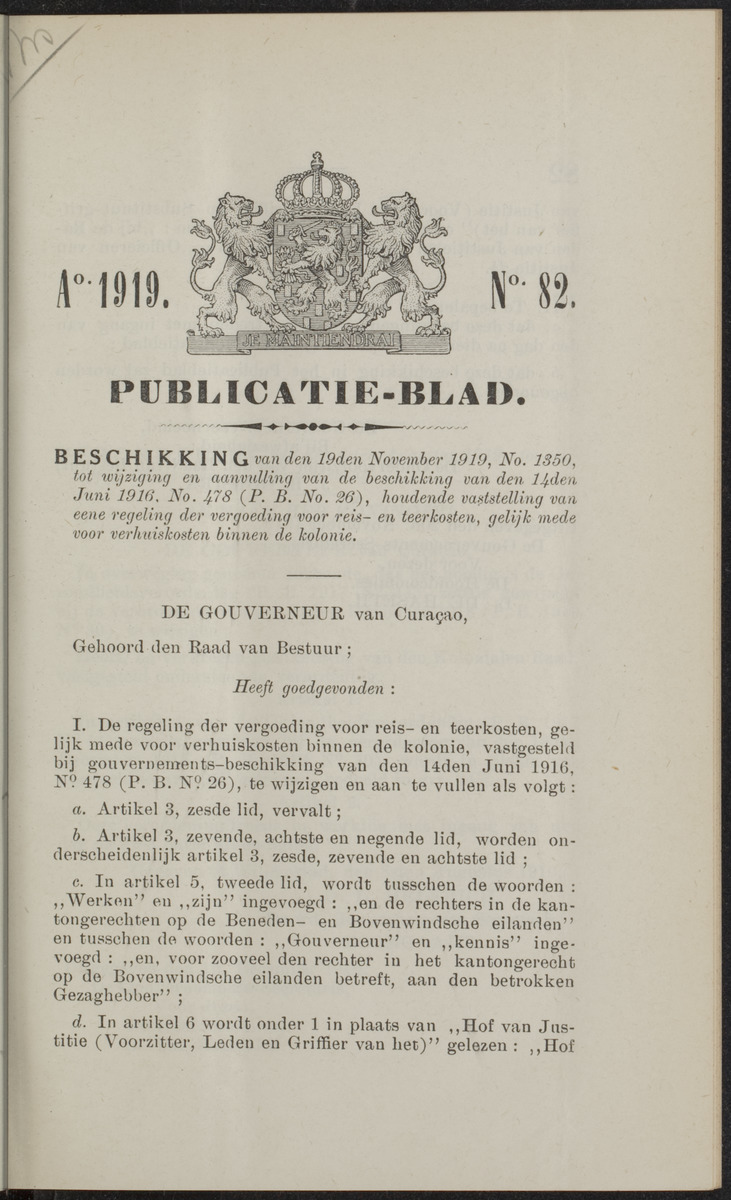 Ao. 1919. No. 82.
JE MAINTIENDRAI
PUBLICATIE-BLAD.
BESCHIKKING van den 19den November 1919, No. 1350,
tot wijziging en aanvulling van de beschikking van den 14den
Juni 1916, No. 478 (P. B. No. 26), houdende vaststelling van
eene regeling der vergoeding voor reis- en teerkosten, gelijk mede
voor verhuiskosten binnen de kolonie.
DE GOUVERNEUR van Curaçao,
Gehoord den Raad van Bestuur ;
Heeft goedgevonden :
I. De regeling der vergoeding voor reis- en teerkosten, ge-
lijk mede voor verhuiskosten binnen de kolonie, vastgesteld
bij gouvernements-beschikking van den 14den Juni 1916,
No. 478 (P. B. No. 26), te wijzigen en aan te vullen als volgt :
a. Artikel 3, zesde lid, vervalt ;
b. Artikel 3, zevende, achtste en negende lid, worden on-
derscheidenlijk artikel 3, zesde, zevende en achtste lid ;
c. In artikel 5, tweede lid, wordt tusschen de woorden :
,,Werken" en ,,zijn" ingevoegd : ,,en de rechters in de kan-
tongerechten op de Beneden- en Bovenwindsche eilanden"
en tusschen de woorden : ,,Gouverneur" en ,,kennis" inge-
voegd : ,,en, voor zooveel den rechter in het kantongerecht
op de Bovenwindsche eilanden betreft, aan den betrokken
Gezaghebber" ;
d. In artikel 6 wordt onder 1 in plaats van ,,Hof van Jus-
titie (Voorzitter, Leden en Griffier van het)" gelezen : ,,Hof